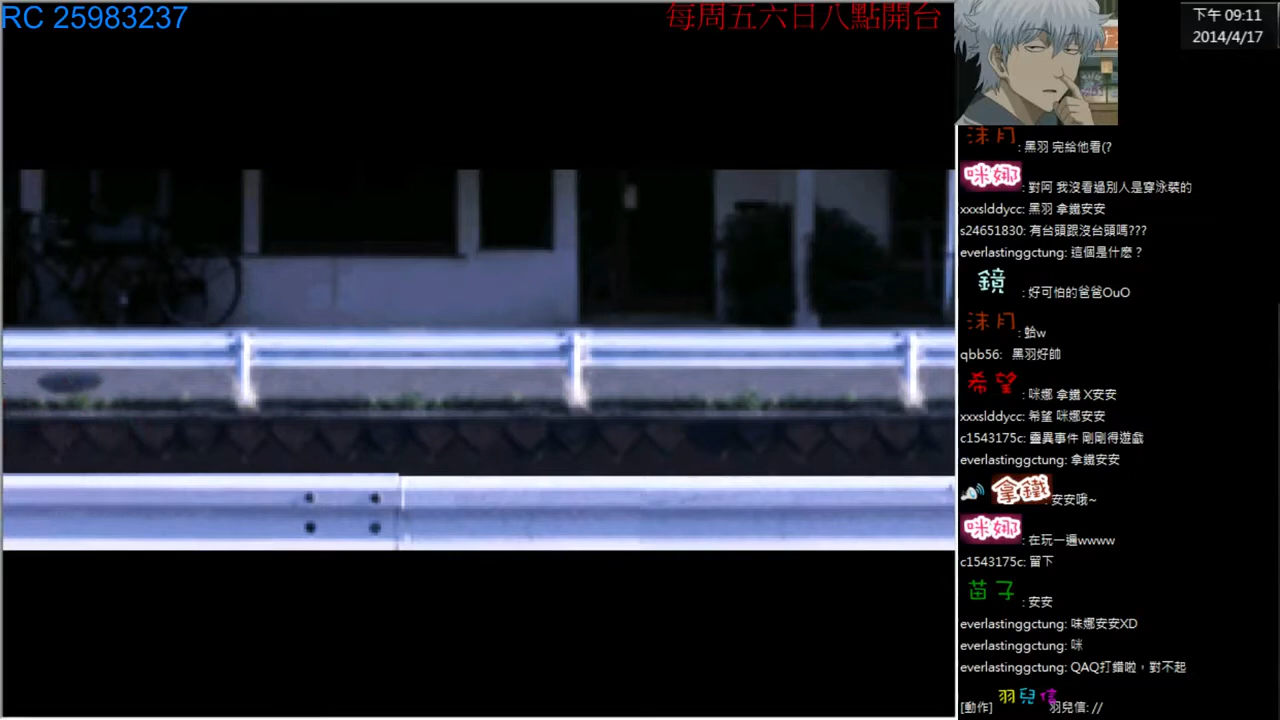 RC 25983237
每周五六日八點開台
下午 09:11
2014/4/17
沫月 : 黑羽 完給他看(?
咪娜 : 對阿 我沒看過別人是穿泳裝的
xxxslddycc: 黑羽 拿鐵安安
s24651830: 有台頭跟沒台頭嗎???
everlastinggctung: 這個是什麽？
鏡 : 好可怕的爸爸OuO
沫月 : 蛤w
qbb56: 黑羽好帥
希望 : 咪娜 拿鐵 X安安
xxxslddycc: 希望 咪娜安安
c1543175c: 靈異事件 剛剛得遊戲
everlastinggctung: 拿鐵安安
拿鐵 : 安安哦~
咪娜 : 在玩一遍wwww
c1543175c: 留下
苗子 : 安安
everlastinggctung: 味娜安安XD
everlastinggctung: 咪
everlastinggctung: QAQ打錯啦，對不起
[動作] 羽兒信 羽兒信: //